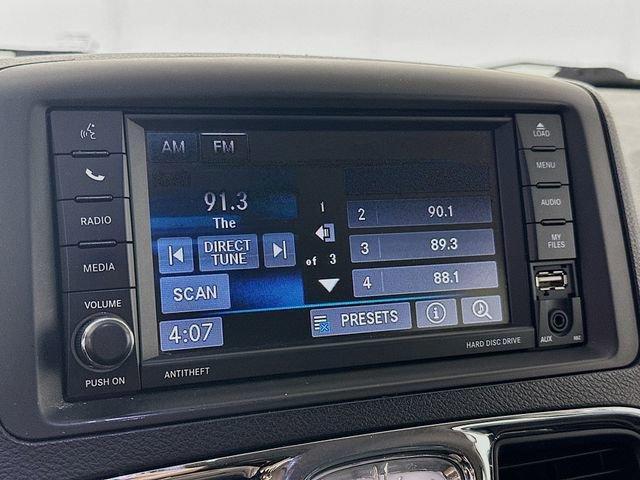 AM FM
91.3
The
DIRECT
TUNE
SCAN
4:07
1
of 3
2 90.1
3 89.3
4 88.1
PRESETS
RADIO
MEDIA
VOLUME
PUSH ON
ANTITHEFT
HARD DISC DRIVE
LOAD
MENU
AUDIO
MY
FILES
AUX